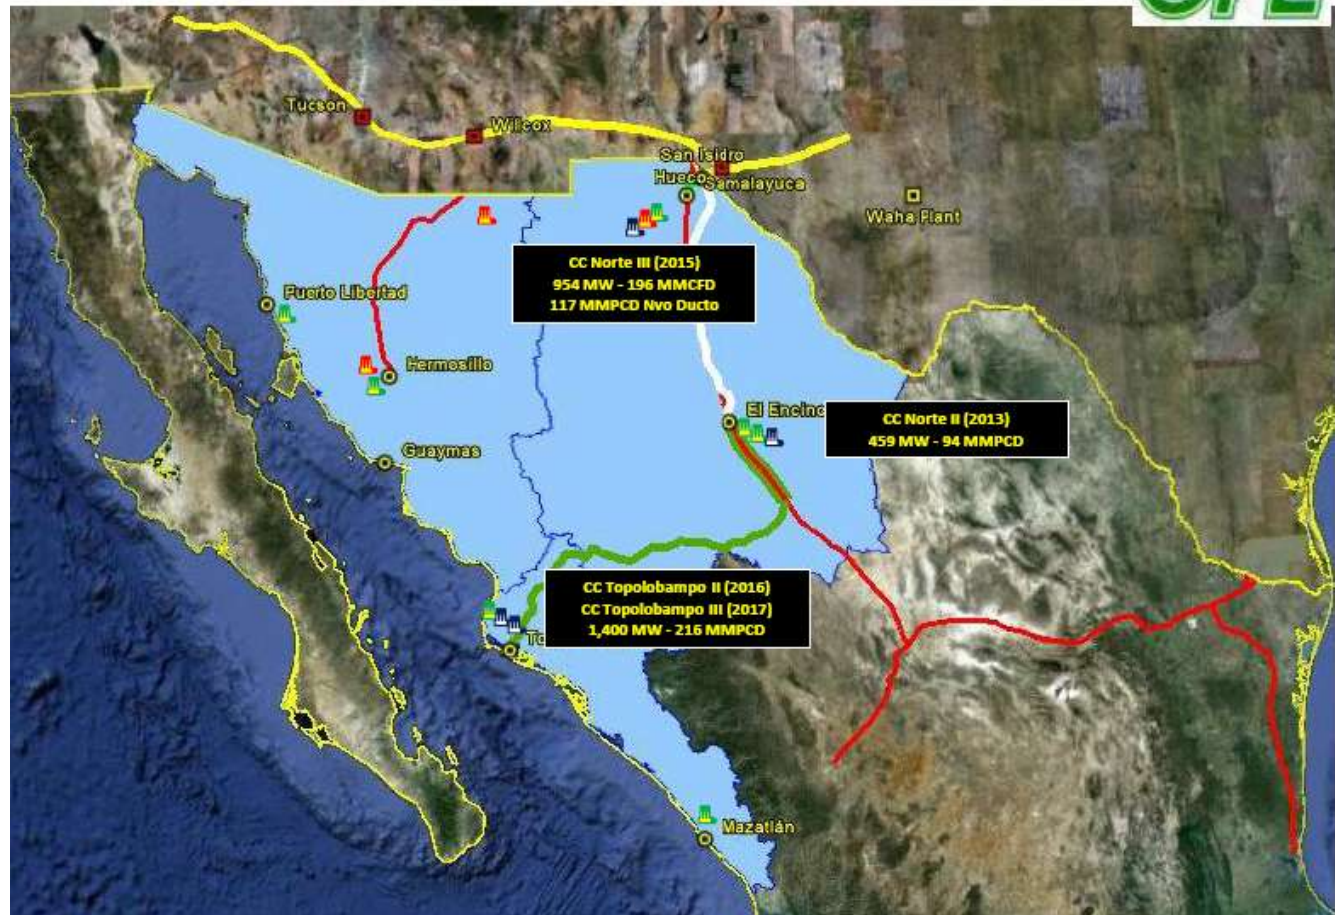 CFE
Tucson
Wilcox
San Isidro
Hueco
Samalayuca
Waha Plant
CC Norte III (2015)
954 MW - 196 MMCFD
117 MMPCD Nvo Ducto
Puerto Libertad
Hermosillo
El Encino
CC Norte II (2013)
459 MW - 94 MMPCD
Guaymas
CC Topolobampo II (2016)
CC Topolobampo III (2017)
1,400 MW - 216 MMPCD
To
Mazatlán